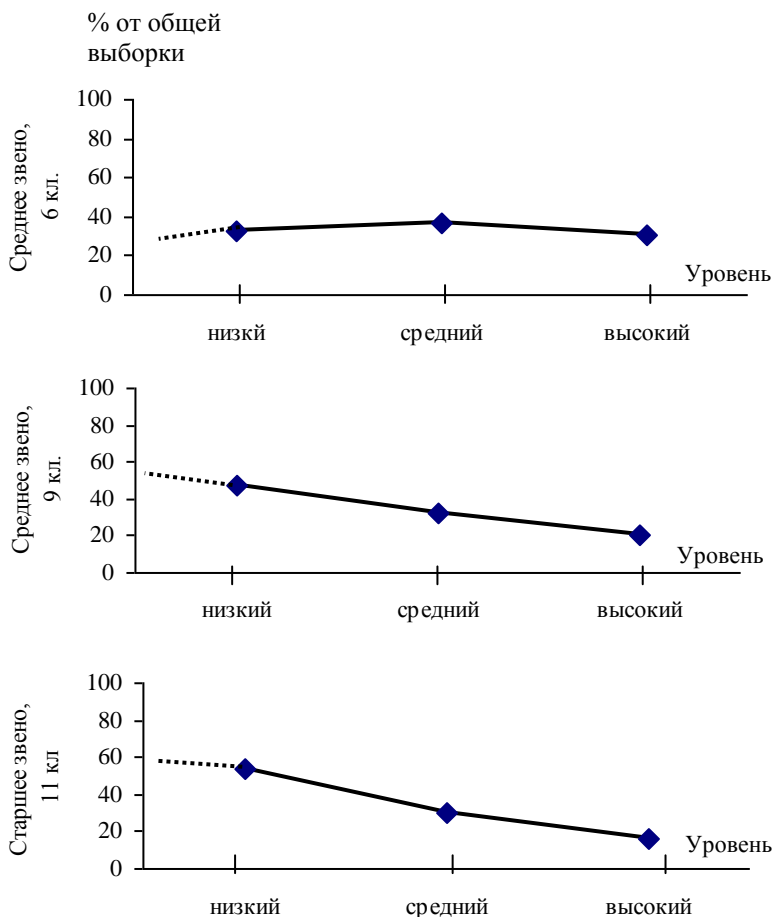 % от общей
выборки
Среднее звено,
6 кл.
100
80
60
40
20
0
Уровень
низкй
средний
высокий
Среднее звено,
9 кл.
100
80
60
40
20
0
Уровень
низкий
средний
высокий
Старшее звено,
11 кл
100
80
60
40
20
0
Уровень
низкий
средний
высокий